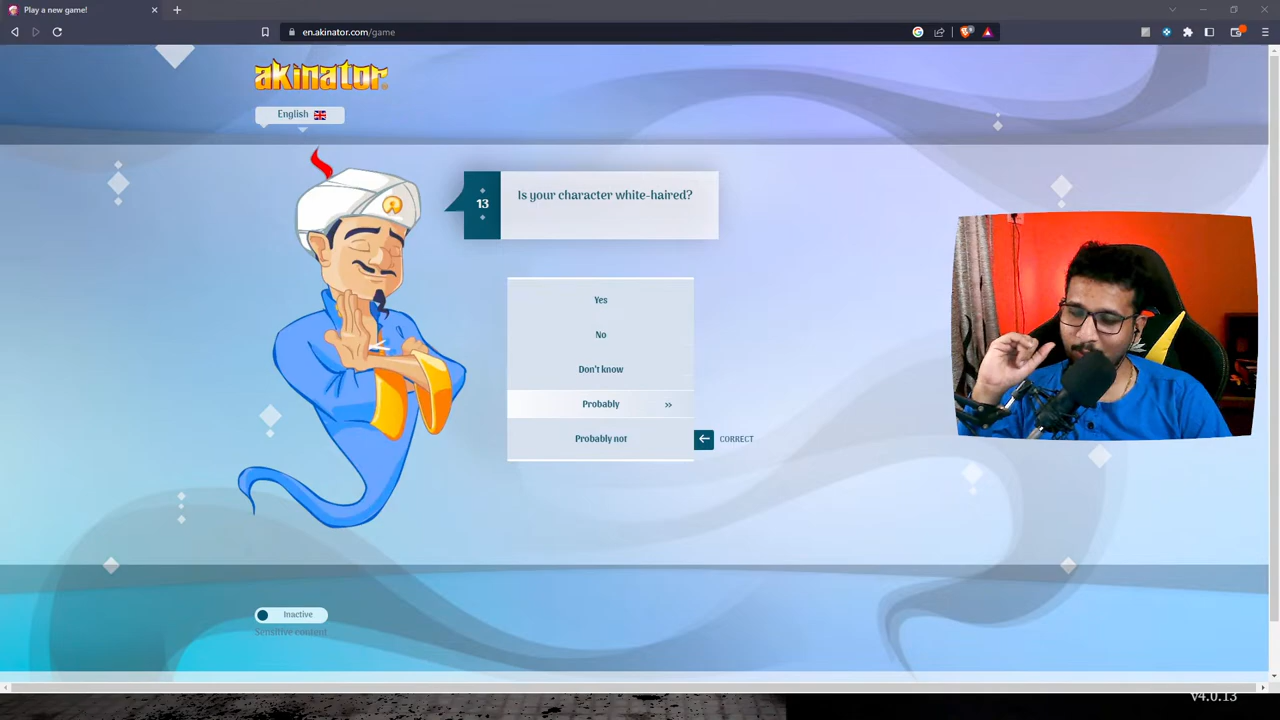 Play a new game!
en.akinator.com/game
akinator
English
13
Is your character white-haired?
Yes
No
Don't know
Probably
Probably not
CORRECT
Inactive
Sensitive content
v4.0.13